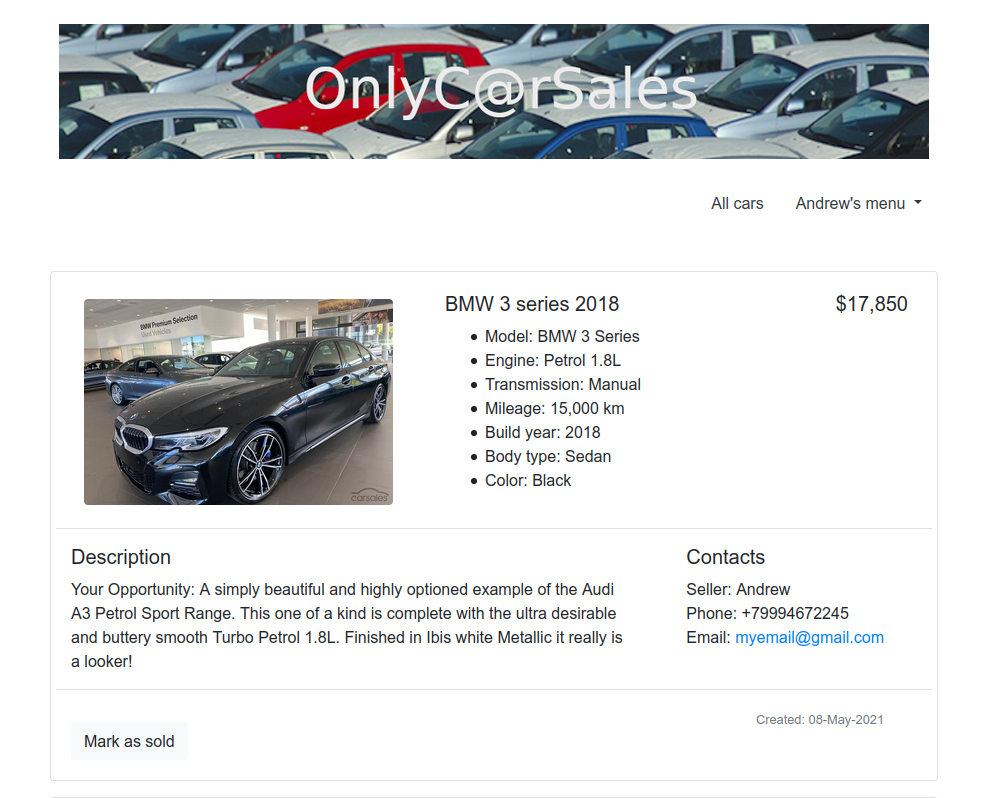 OnlyC@rSales
All cars
Andrew's menu
BMW Premium Selection
Used Vehicles
carsales
BMW 3 series 2018
$17,850
Model: BMW 3 Series
Engine: Petrol 1.8L
Transmission: Manual
Mileage: 15,000 km
Build year: 2018
Body type: Sedan
Color: Black
Description
Your Opportunity: A simply beautiful and highly optioned example of the Audi
A3 Petrol Sport Range. This one of a kind is complete with the ultra desirable
and buttery smooth Turbo Petrol 1.8L. Finished in Ibis white Metallic it really is
a looker!
Contacts
Seller: Andrew
Phone: +79994672245
Email: myemail@gmail.com
Created: 08-May-2021
Mark as sold